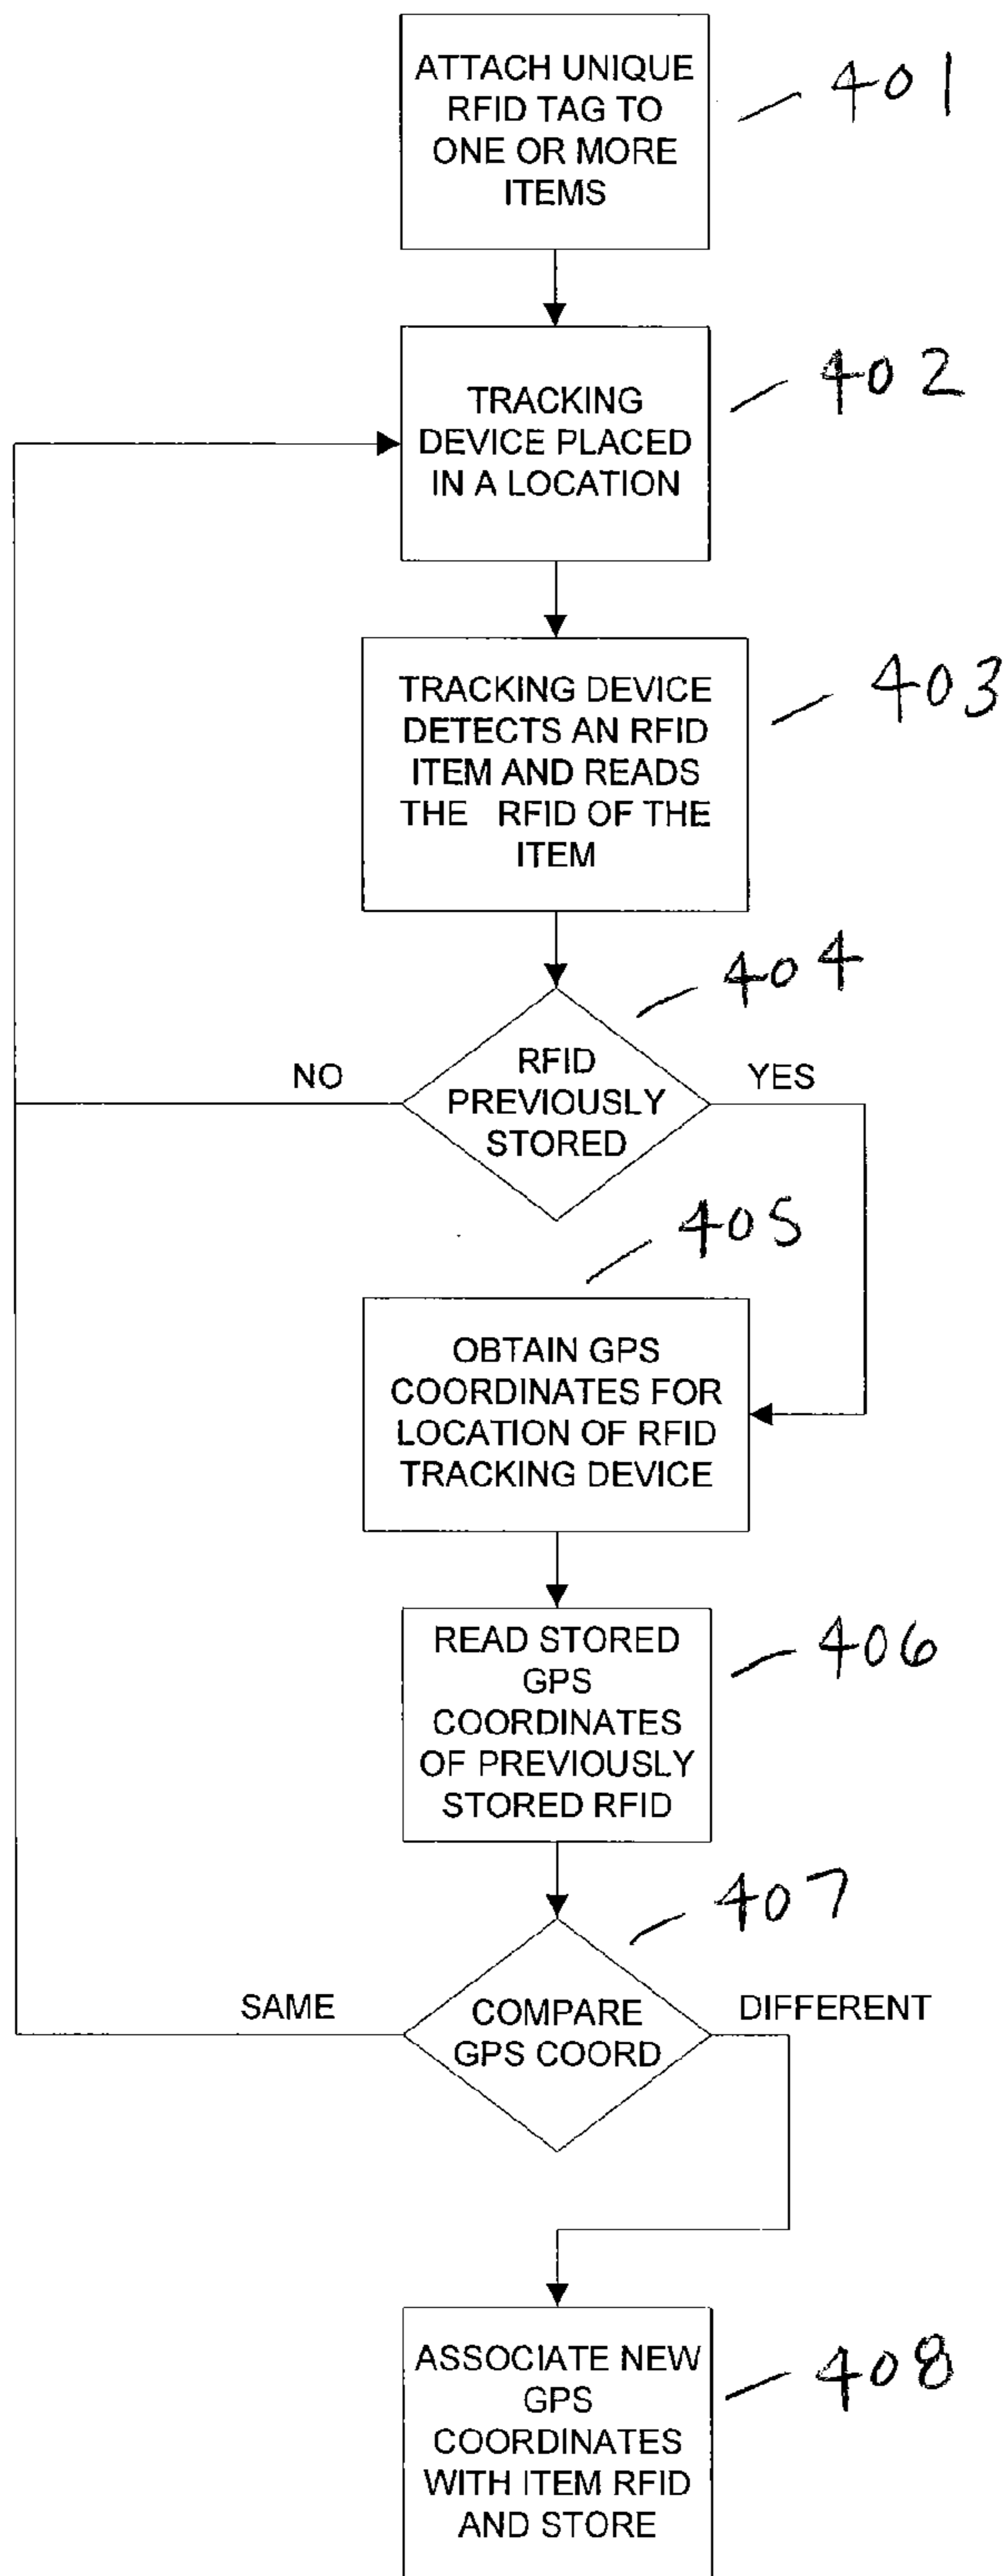 ATTACH UNIQUE
RFID TAG TO
ONE OR MORE
ITEMS
401
TRACKING
DEVICE PLACED
IN A LOCATION
402
TRACKING DEVICE
DETECTS AN RFID
ITEM AND READS
THE RFID OF THE
ITEM
403
404
NO
RFID
PREVIOUSLY
STORED
YES
405
OBTAIN GPS
COORDINATES FOR
LOCATION OF RFID
TRACKING DEVICE
READ STORED
GPS
COORDINATES
OF PREVIOUSLY
STORED RFID
406
407
SAME
COMPARE
GPS COORD
DIFFERENT
ASSOCIATE NEW
GPS
COORDINATES
WITH ITEM RFID
AND STORE
408